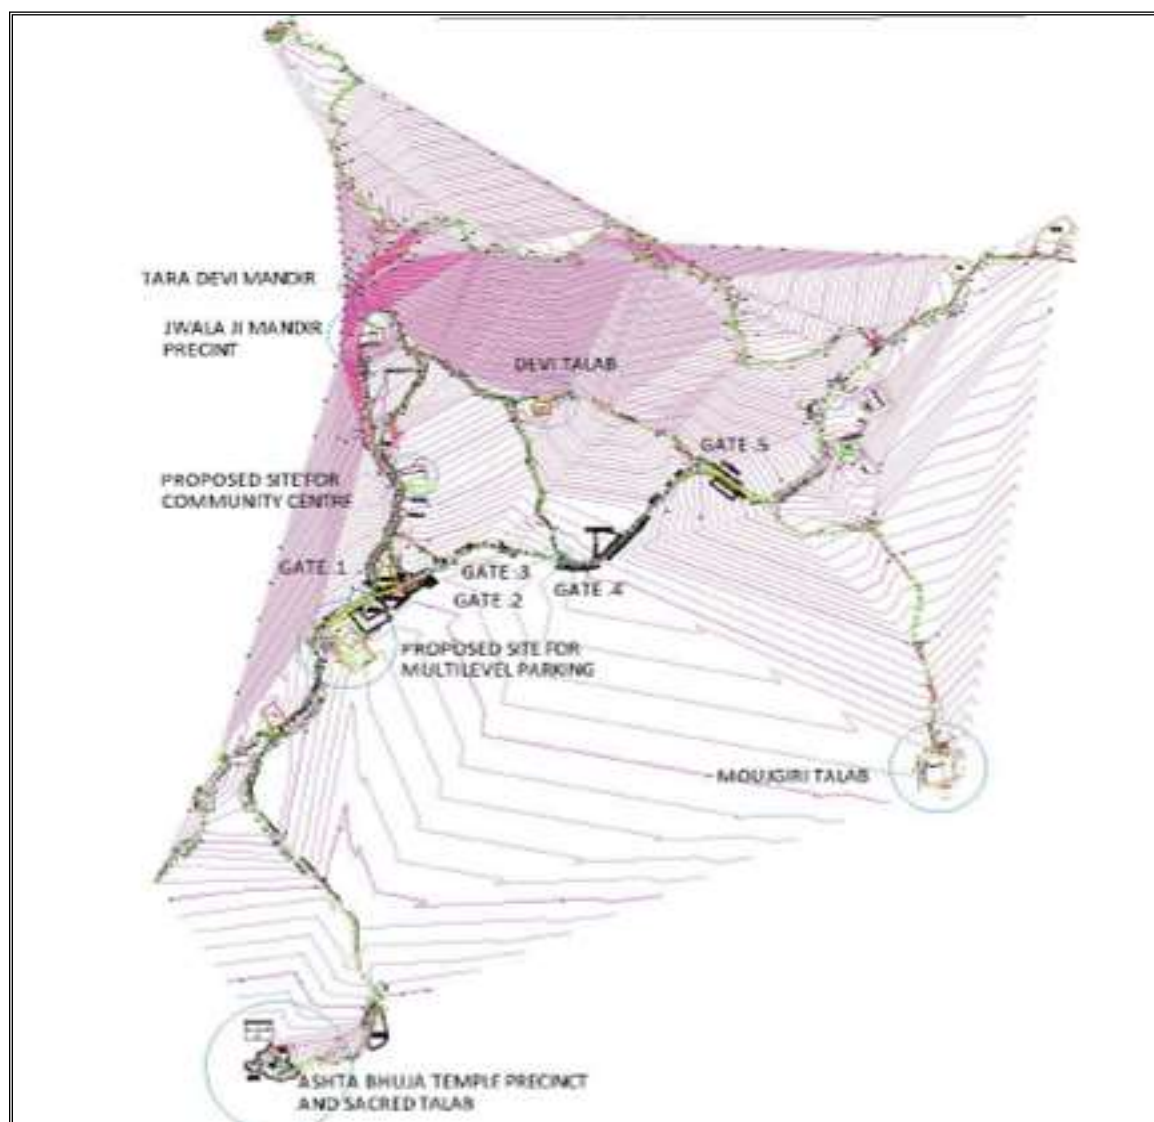 TARA DEVI MANDIR
JWALA JI MANDIR
PRECINT
DEVI TALAB
GATE .5
PROPOSED SITE FOR
COMMUNITY CENTRE
GATE .1
GATE .3
GATE .4
GATE .2
PROPOSED SITE FOR
MULTILEVEL PARKING
MOUJGIRI TALAB
ASHTA BHUJA TEMPLE PRECINCT
AND SACRED TALAB